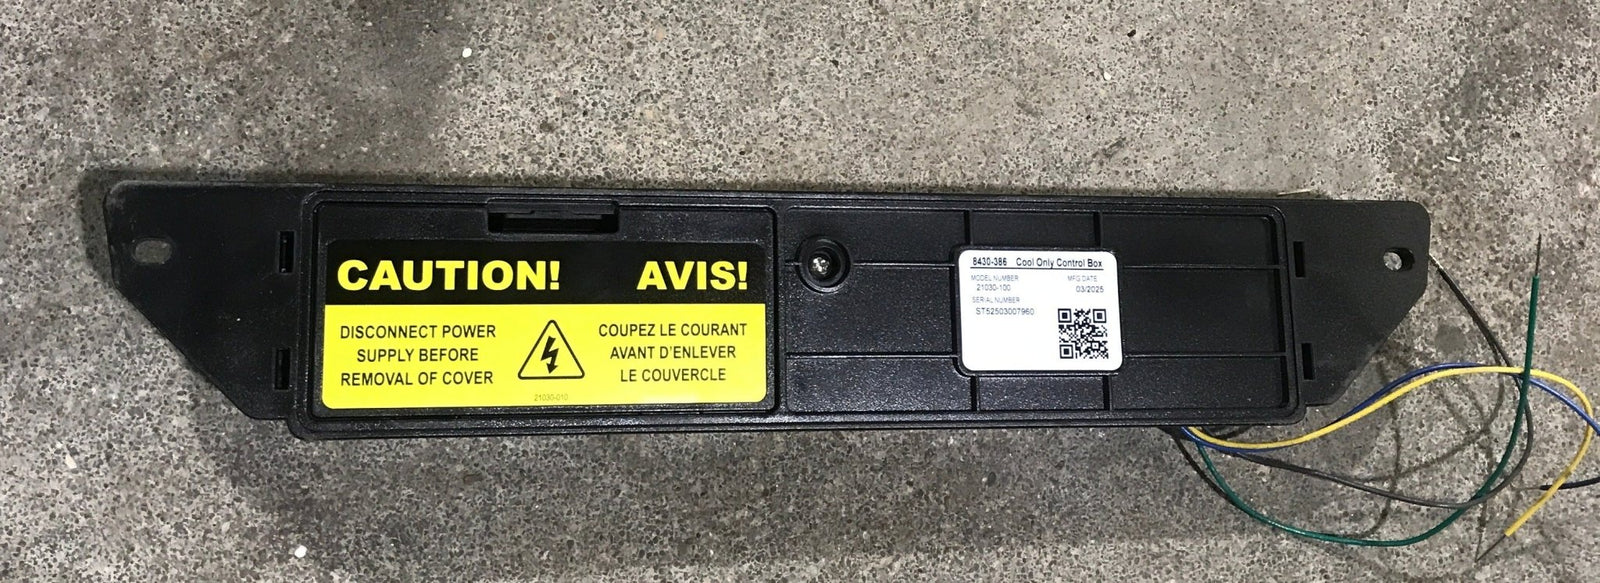 CAUTION! AVIS!
DISCONNECT POWER
SUPPLY BEFORE
REMOVAL OF COVER
COUPEZ LE COURANT
AVANT D'ENLEVER
LE COUVERCLE
21030-010
8430-386 Cool Only Control Box
MODEL NUMBER MFG DATE
21030-100 03/2025
SERIAL NUMBER
ST52503007960